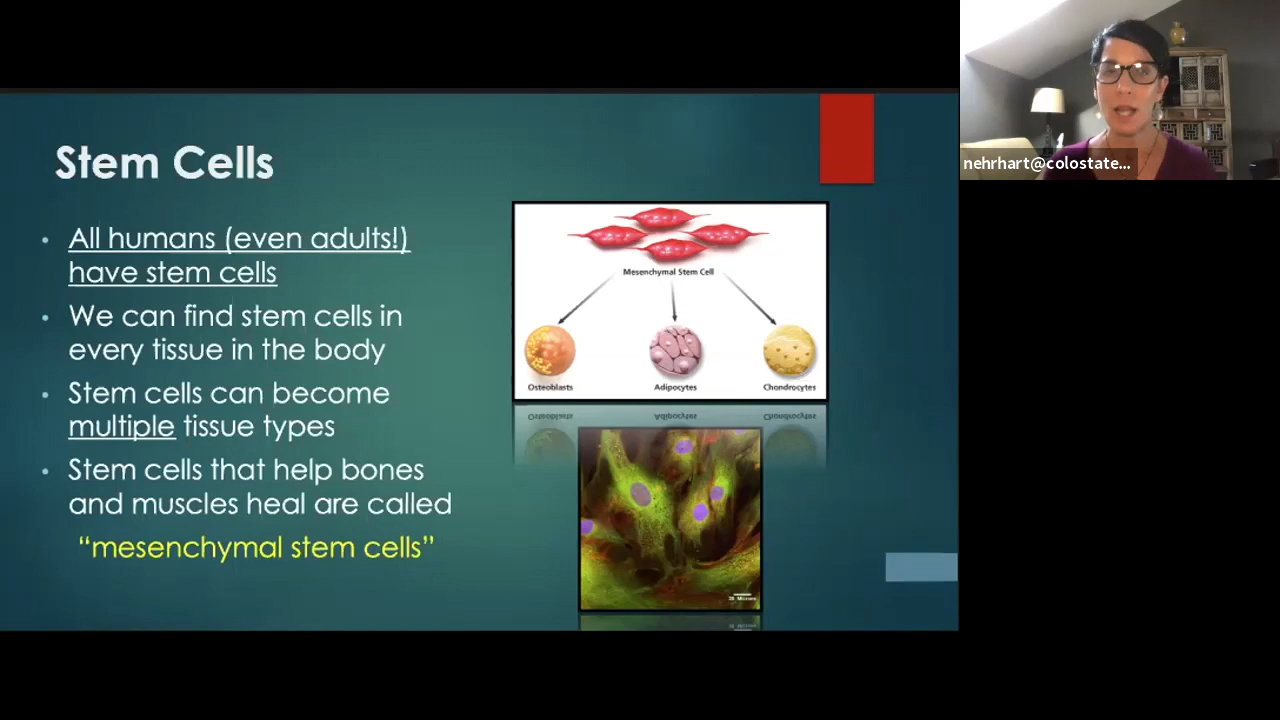 Stem Cells
• All humans (even adults!)
have stem cells
• We can find stem cells in
every tissue in the body
• Stem cells can become
multiple tissue types
• Stem cells that help bones
and muscles heal are called
“mesenchymal stem cells”
Mesenchymal Stem Cell
Osteoblasts Adipocytes Chondrocytes
nehrhart@colostate...